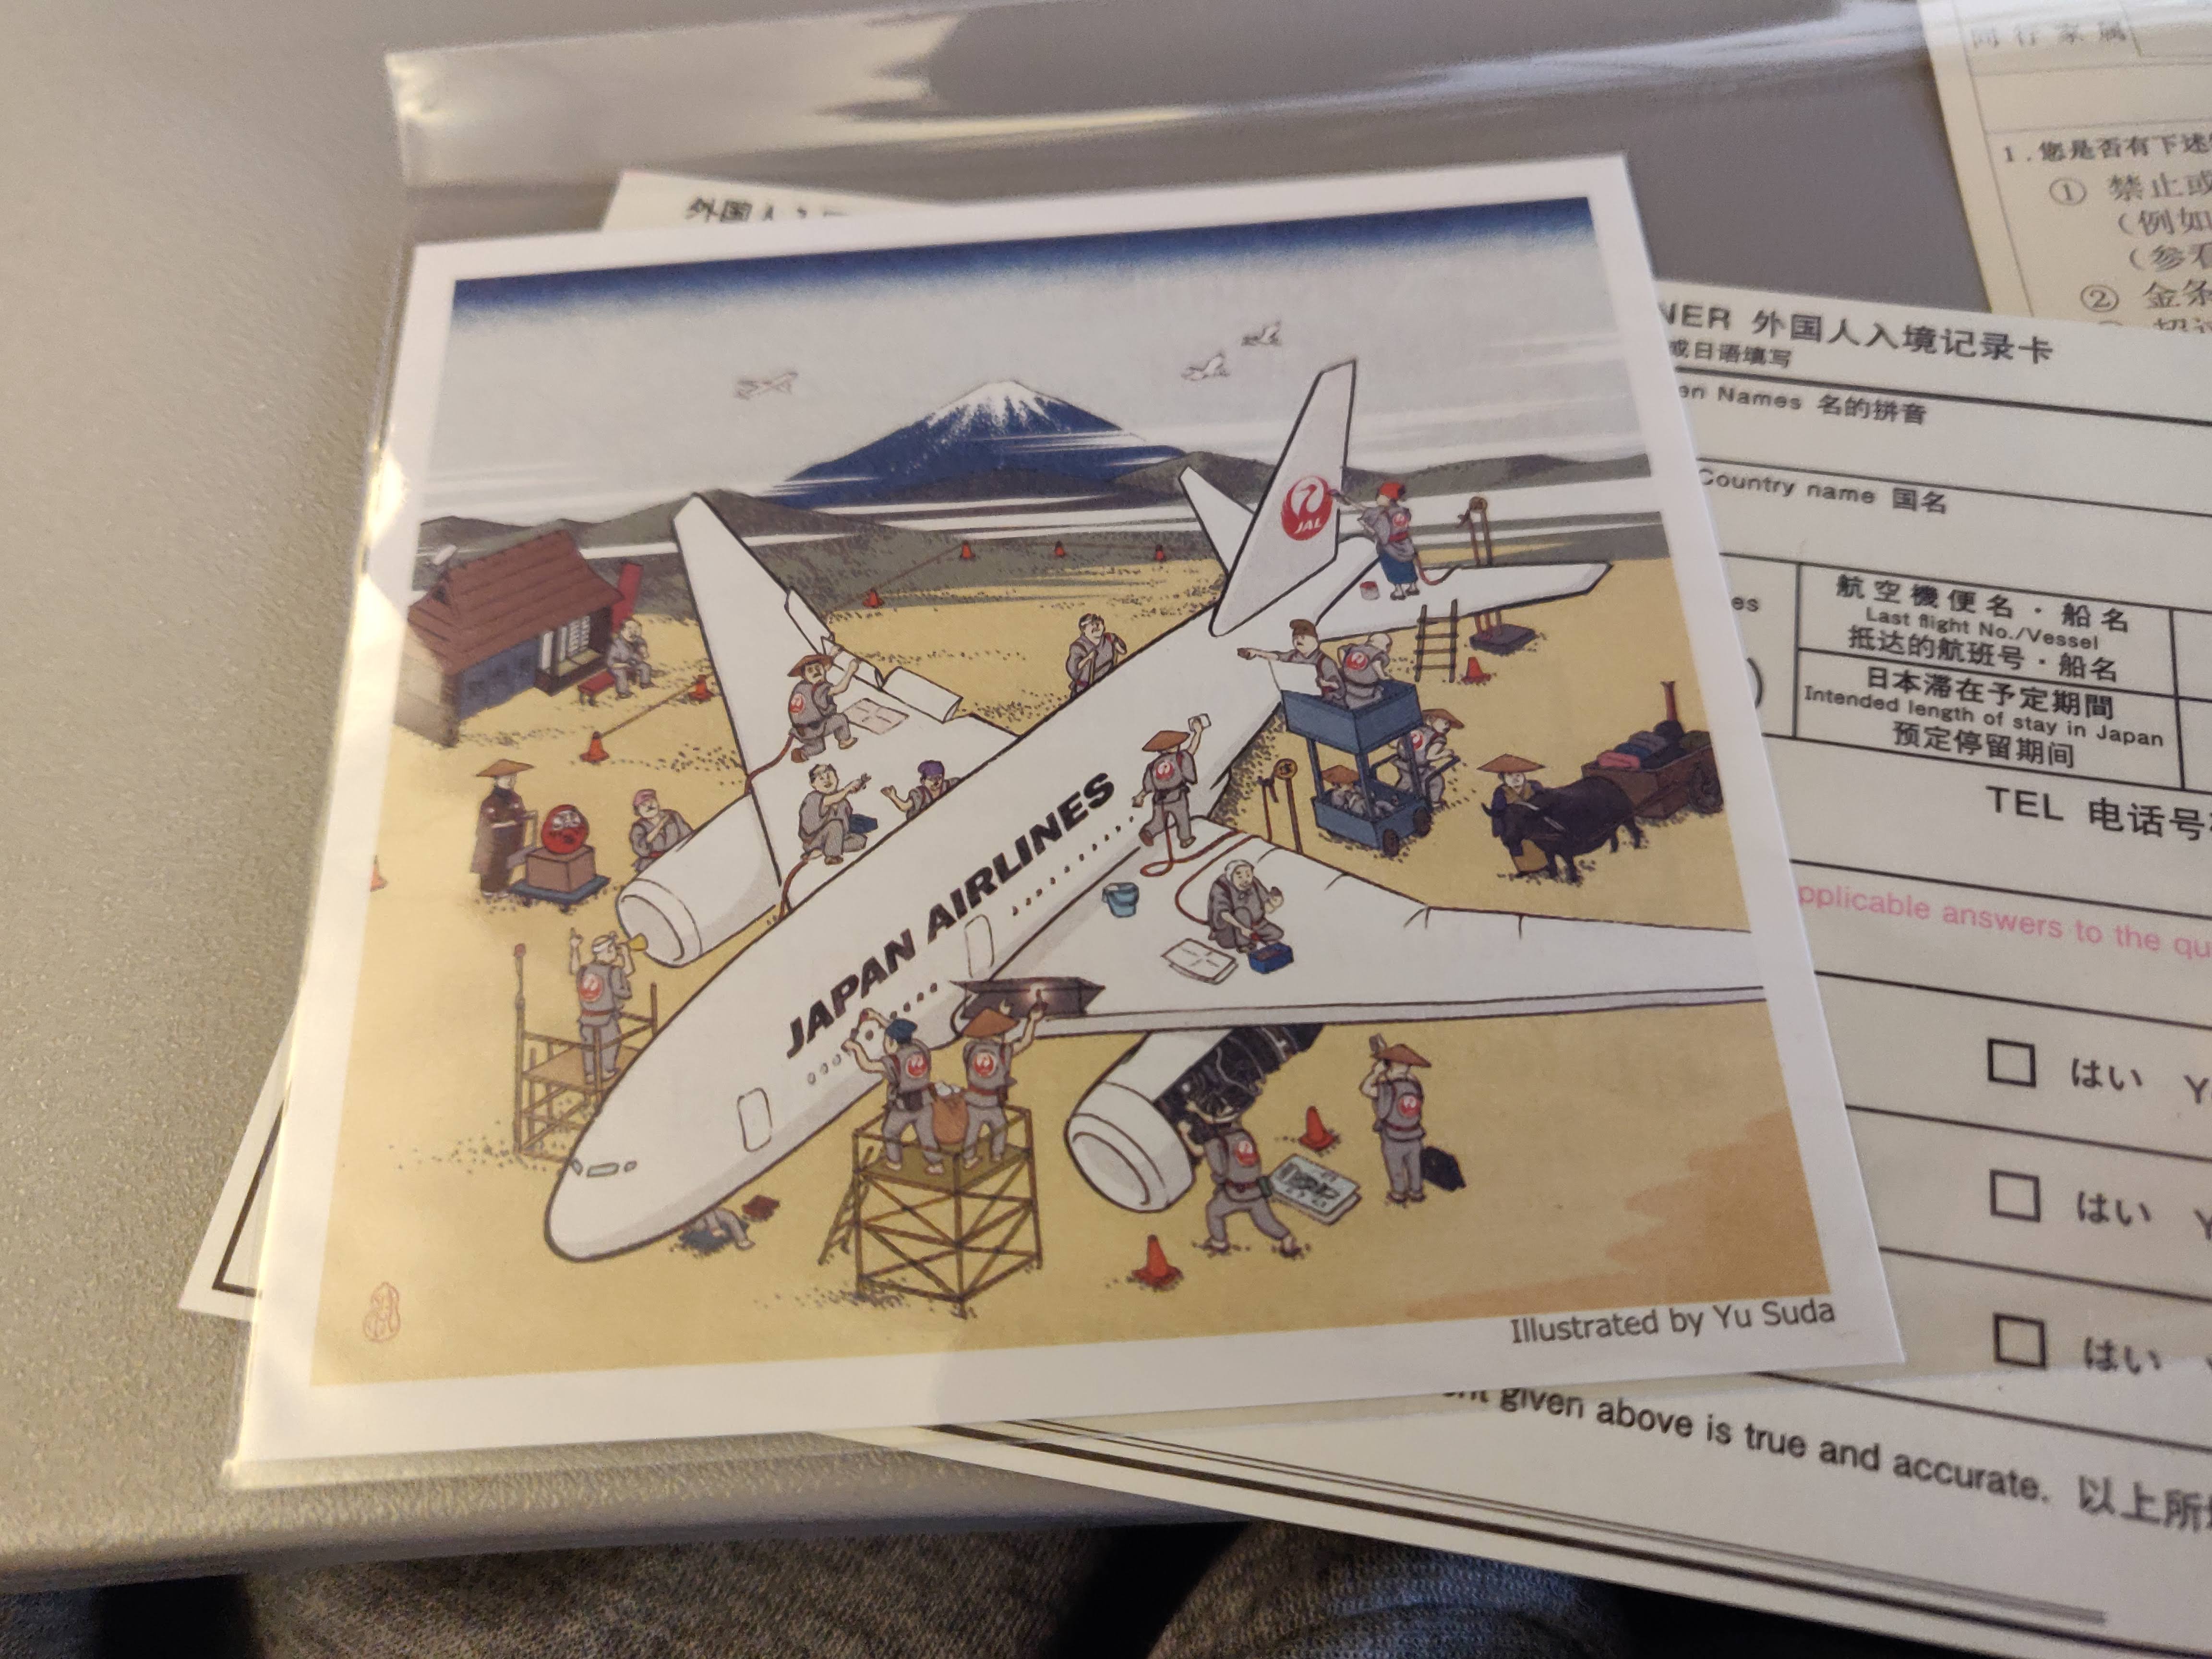 同行家属
1.您是否有下述
① 禁止或
(例如
(参看
② 金条
外国人入
NER 外国人入境记录卡
或日语填写
en Names 名的拼音
Country name 国名
es
航空機便名・船名
Last flight No./Vessel
抵达的航班号・船名
日本滞在予定期間
Intended length of stay in Japan
预定停留期间
TEL 电话号
pplicable answers to the qu
はい Y
はい Y
はい
JAL
JAPAN AIRLINES
Illustrated by Yu Suda
nt given above is true and accurate. 以上所